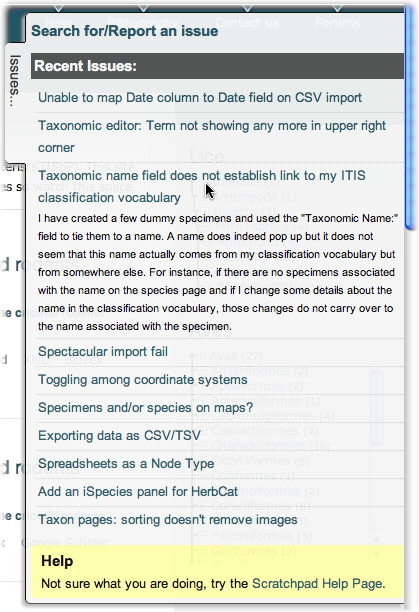 Help Bibliography Contact us Forums
Search for/Report an issue
Issues...
Recent Issues:
Unable to map Date column to Date field on CSV import
Taxonomic editor: Term not showing any more in upper right
corner
Taxonomic name field does not establish link to my ITIS
classification vocabulary
I have created a few dummy specimens and used the "Taxonomic Name:"
field to tie them to a name. A name does indeed pop up but it does not
seem that this name actually comes from my classification vocabulary but
from somewhere else. For instance, if there are no specimens associated
with the name on the species page and if I change some details about the
name in the classification vocabulary, those changes do not carry over to
the name associated with the specimen.
Spectacular import fail
Toggling among coordinate systems
Specimens and/or species on maps?
Exporting data as CSV/TSV
Spreadsheets as a Node Type
Add an iSpecies panel for HerbCat
Taxon pages: sorting doesn't remove images
Help
Not sure what you are doing, try the Scratchpad Help Page.
Lice
Aves (27)
Google Scholar